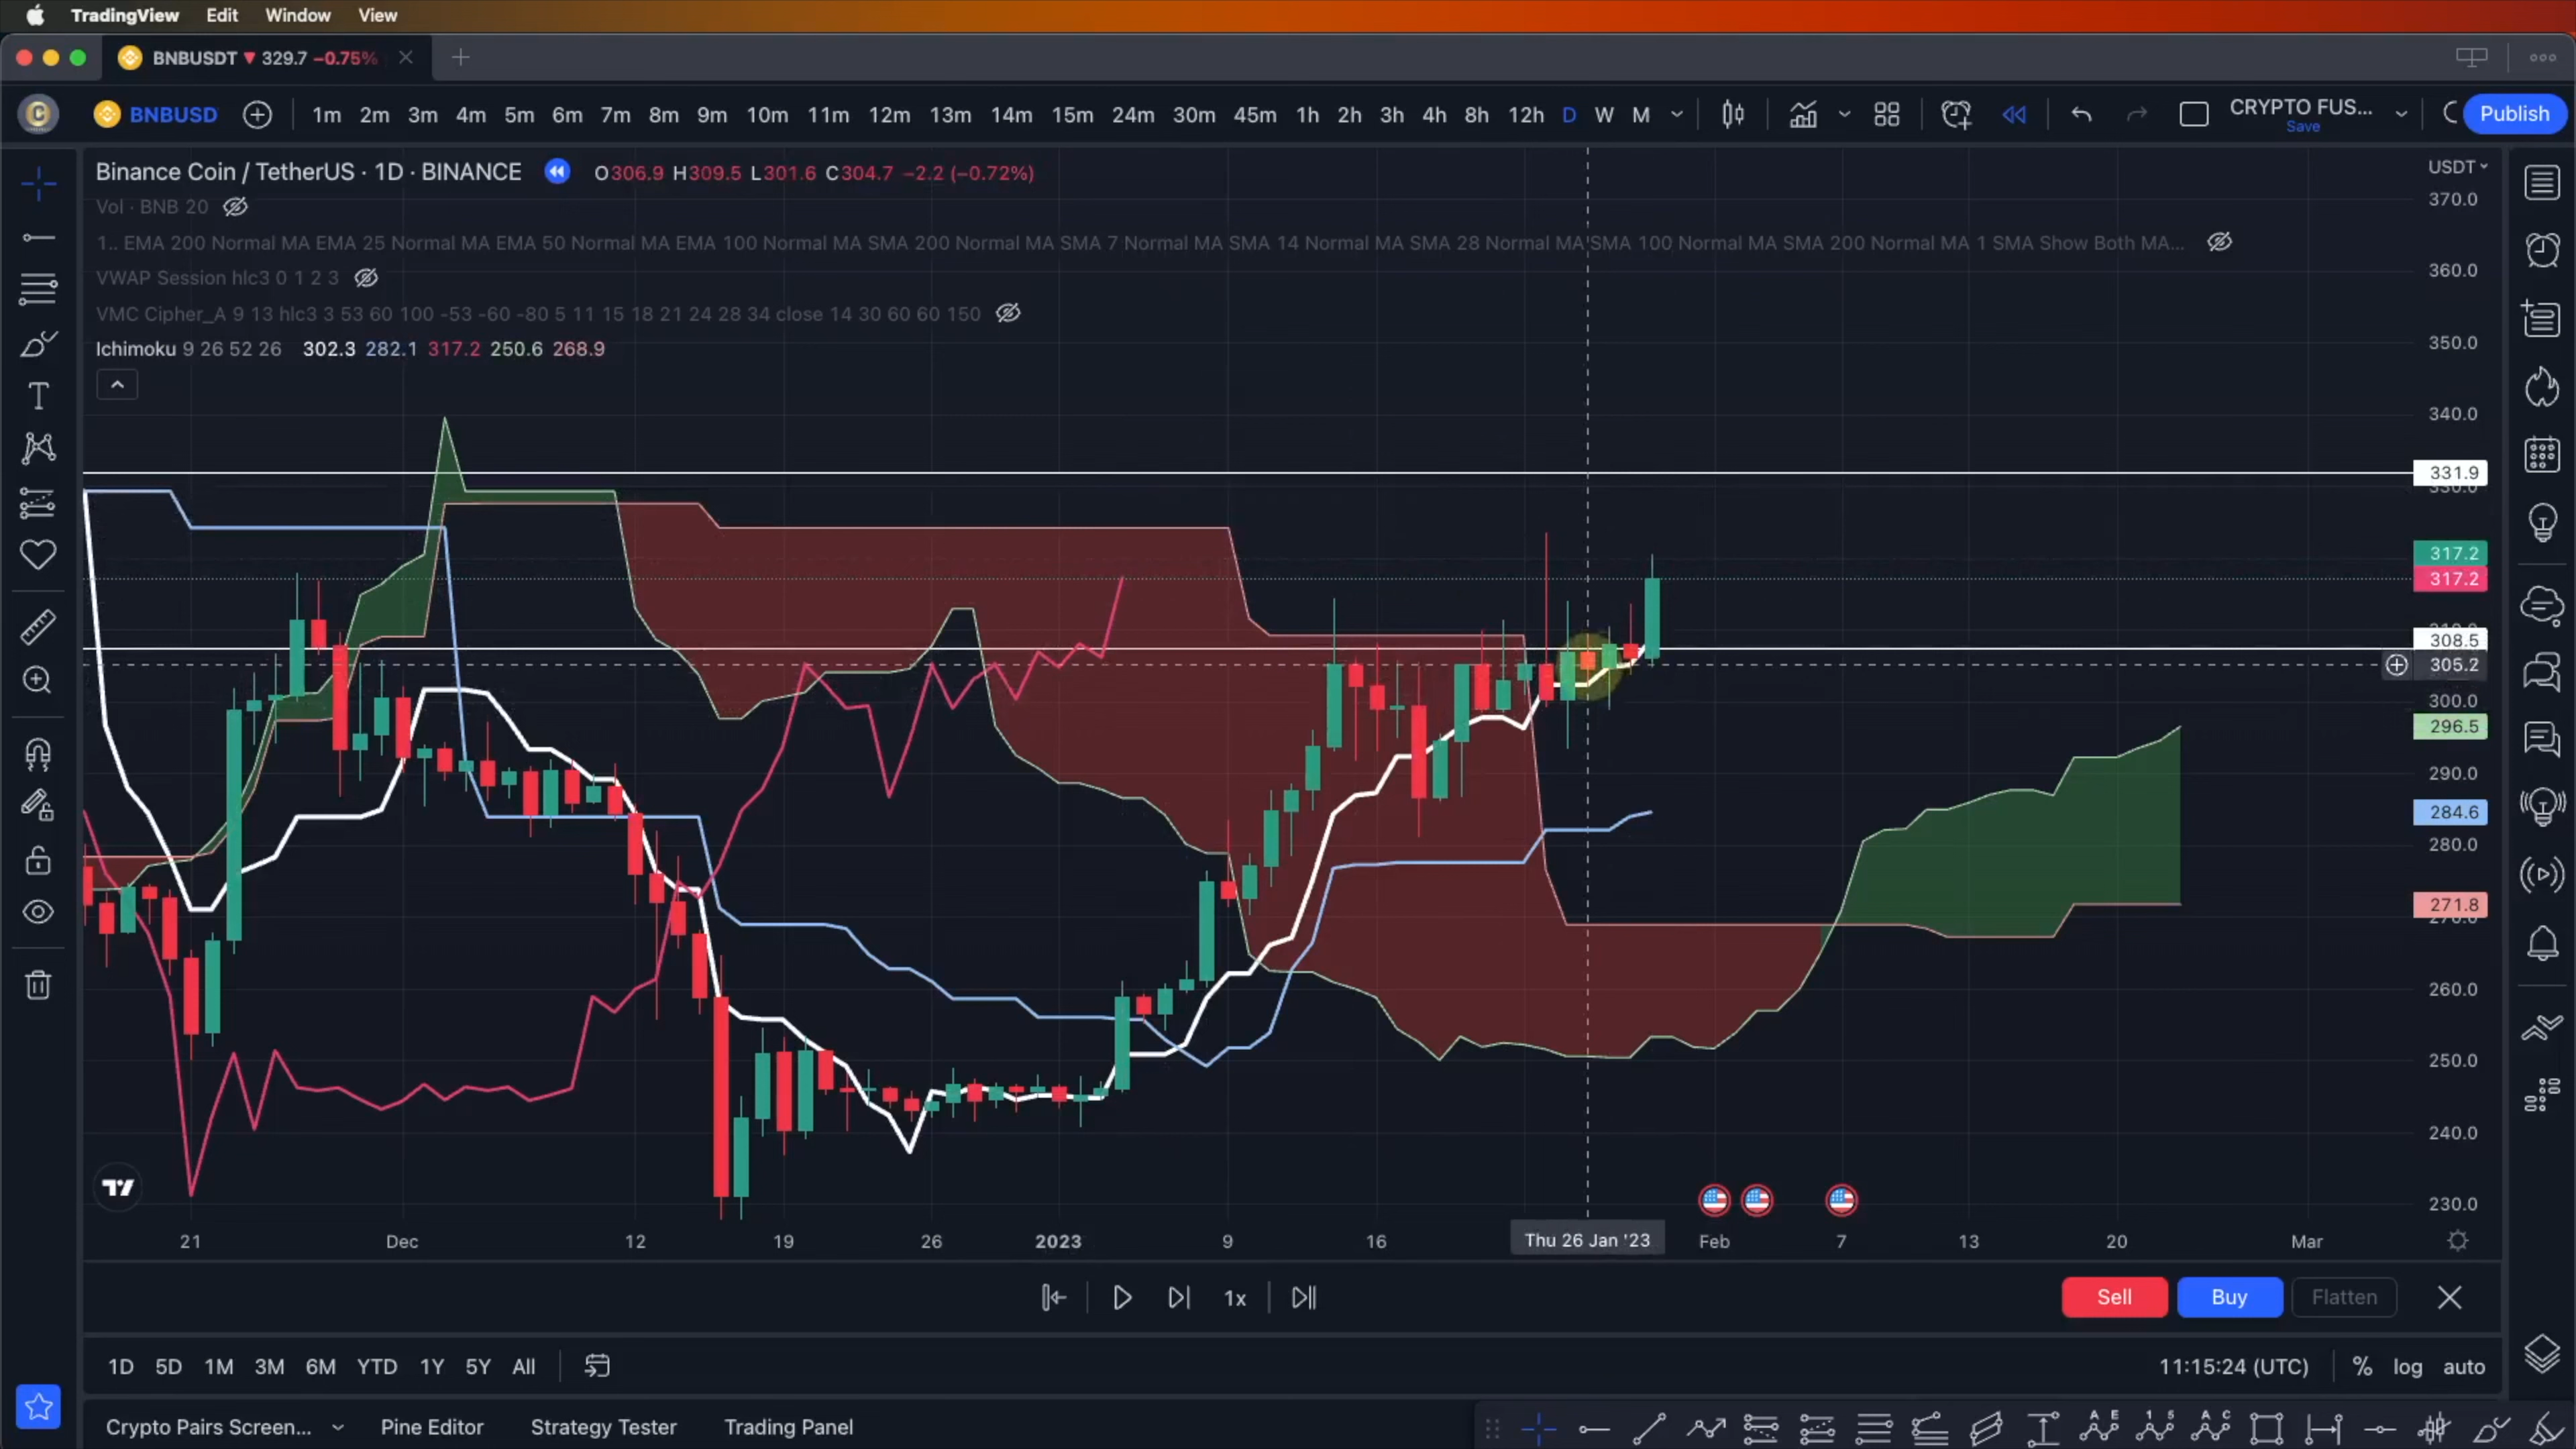 TradingView Edit Window View
BNBUSDT ▼ 329.7 −0.75%
BNBUSD 1m 2m 3m 4m 5m 6m 7m 8m 9m 10m 11m 12m 13m 14m 15m 24m 30m 45m 1h 2h 3h 4h 8h 12h D W M CRYPTO FUS... Save Publish
Binance Coin / TetherUS · 1D · BINANCE O306.9 H309.5 L301.6 C304.7 −2.2 (−0.72%)
USDT
Vol · BNB 20
1.. EMA 200 Normal MA EMA 25 Normal MA EMA 50 Normal MA EMA 100 Normal MA SMA 200 Normal MA SMA 7 Normal MA SMA 14 Normal MA SMA 28 Normal MA SMA 100 Normal MA SMA 200 Normal MA 1 SMA Show Both MA...
VWAP Session hlc3 0 1 2 3
VMC Cipher_A 9 13 hlc3 3 53 60 100 -53 -60 -80 5 11 15 18 21 24 28 34 close 14 30 60 60 150
Ichimoku 9 26 52 26 302.3 282.1 317.2 250.6 268.9
370.0
360.0
350.0
340.0
331.9
317.2
317.2
308.5
305.2
300.0
296.5
290.0
284.6
280.0
271.8
260.0
250.0
240.0
230.0
21 Dec 12 19 26 2023 9 16 Thu 26 Jan '23 Feb 7 13 20 Mar
1x Sell Buy Flatten
1D 5D 1M 3M 6M YTD 1Y 5Y All 11:15:24 (UTC) % log auto
Crypto Pairs Screen... Pine Editor Strategy Tester Trading Panel